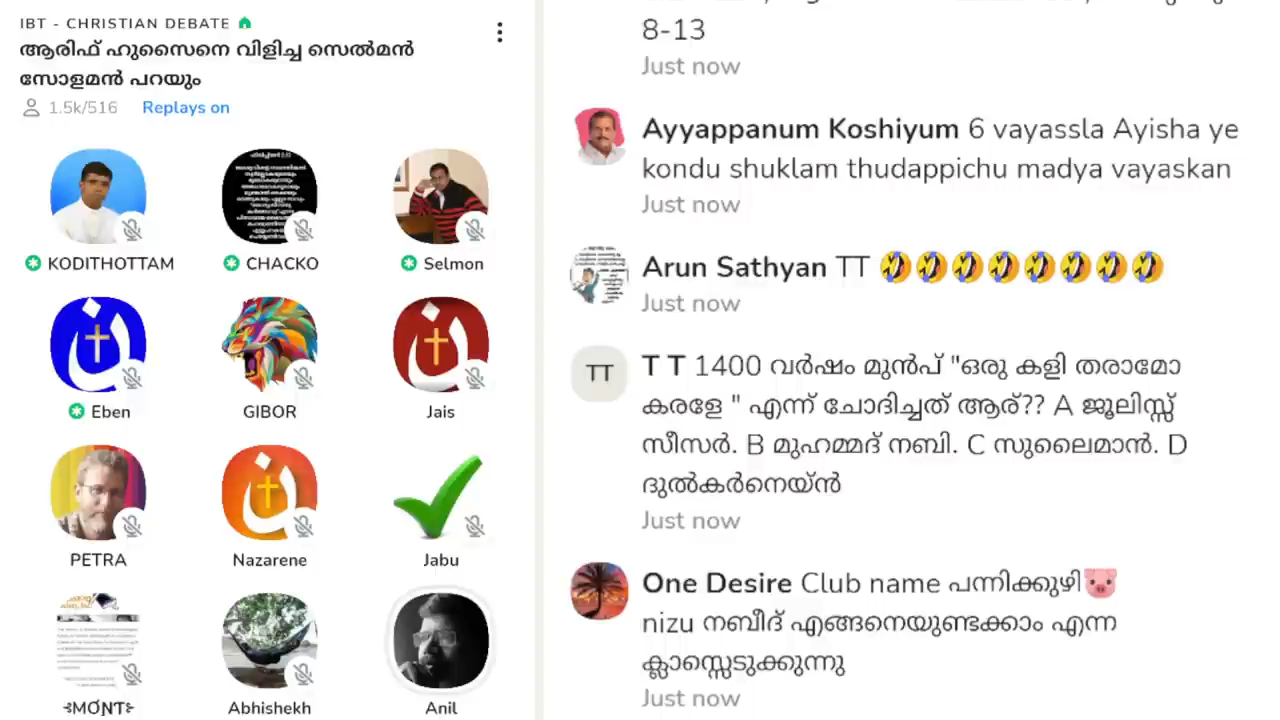 IBT - CHRISTIAN DEBATE
ആരിഫ് ഹുസൈനെ വിളിച്ച സെൽമൻ
സോളമൻ പറയും
1.5k/516 Replays on
KODITHOTTAM CHACKO Selmon
Eben GIBOR Jais
PETRA Nazarene Jabu
Abhishekh Anil
8-13
Just now
Ayyappanum Koshiyum 6 vayassla Ayisha ye
kondu shuklam thudappichu madya vayaskan
Just now
Arun Sathyan TT 🤣🤣🤣🤣🤣🤣🤣🤣
Just now
TT
T T 1400 വർഷം മുൻപ് "ഒരു കളി തരാമോ
കരളേ " എന്ന് ചോദിച്ചത് ആര്?? A ജൂലിസ്സ്
സീസർ. B മുഹമ്മദ് നബി. C സുലൈമാൻ. D
ദുൽകർനെയ്ൻ
Just now
One Desire Club name പന്നിക്കുഴി🐷
nizu നബീദ് എങ്ങനെയുണ്ടക്കാം എന്ന
ക്ലാസ്സെടുക്കുന്നു
Just now